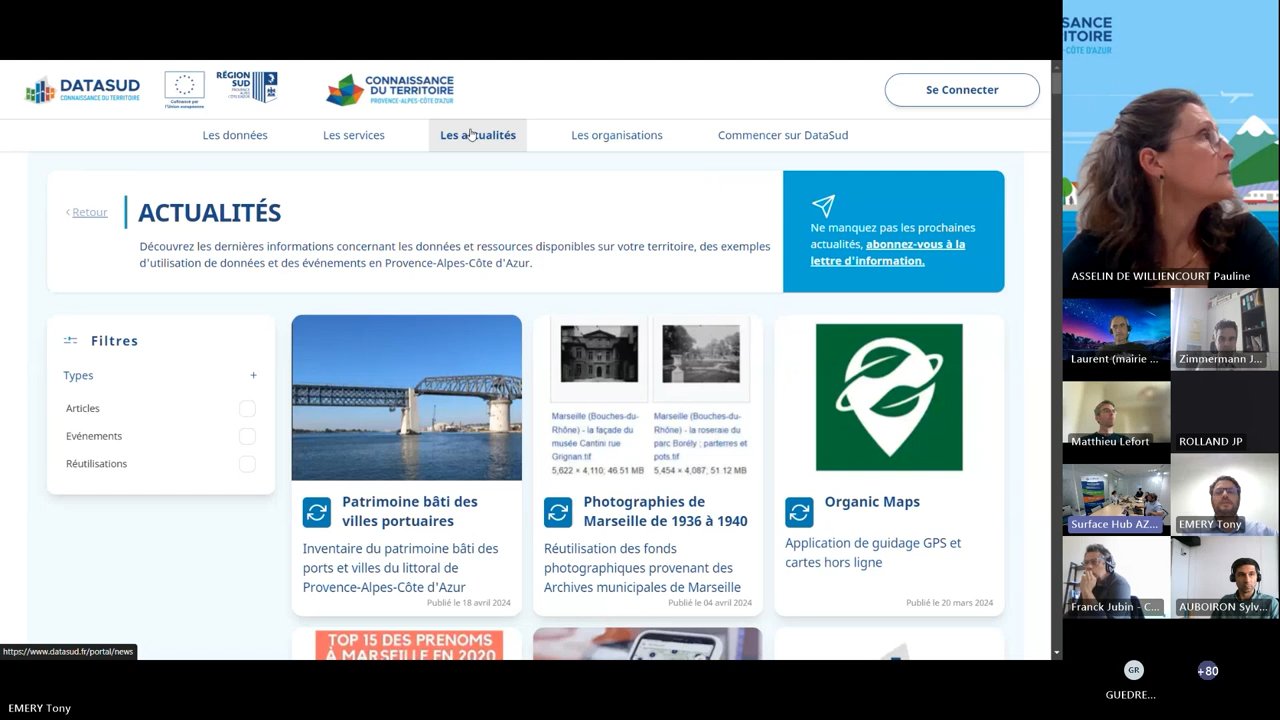 DATASUD
CONNAISSANCE DU TERRITOIRE
Cofinancé par
l'Union européenne
RÉGION
SUD
PROVENCE
ALPES
CÔTE D'AZUR
CONNAISSANCE
DU TERRITOIRE
PROVENCE-ALPES-CÔTE D'AZUR
Se Connecter
Les données
Les services
Les actualités
Les organisations
Commencer sur DataSud
Retour
ACTUALITÉS
Découvrez les dernières informations concernant les données et ressources disponibles sur votre territoire, des exemples
d'utilisation de données et des événements en Provence-Alpes-Côte d'Azur.
Ne manquez pas les prochaines
actualités, abonnez-vous à la
lettre d'information.
Filtres
Types +
Articles
Evénements
Réutilisations
Patrimoine bâti des
villes portuaires
Inventaire du patrimoine bâti des
ports et villes du littoral de
Provence-Alpes-Côte d'Azur
Publié le 18 avril 2024
Marseille (Bouches-du-
Rhône) - la façade du
musée Cantini rue
Grignan.tif
5,622 × 4,110; 46.51 MB
Marseille (Bouches-du-
Rhône) - la roseraie du
parc Borély ; parterres et
pots.tif
5,454 × 4,087; 51.12 MB
Photographies de
Marseille de 1936 à 1940
Réutilisation des fonds
photographiques provenant des
Archives municipales de Marseille
Publié le 04 avril 2024
Organic Maps
Application de guidage GPS et
cartes hors ligne
Publié le 20 mars 2024
TOP 15 DES PRENOMS
À MARSEILLE EN 2020
https://www.datasud.fr/portal/news
EMERY Tony
SSANCE
ITOIRE
-CÔTE D'AZUR
ASSELIN DE WILLIENCOURT Pauline
Laurent (mairie ...
Zimmermann J...
Matthieu Lefort
ROLLAND JP
Surface Hub AZ...
EMERY Tony
Franck Jubin - C...
AUBOIRON Sylv...
GR
GUEDRE...
+80